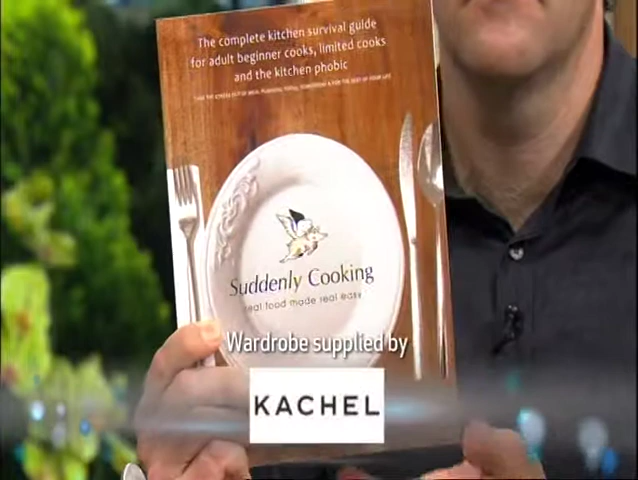 The complete kitchen survival guide
for adult beginner cooks, limited cooks
and the kitchen phobic
Suddenly Cooking
real food made real easy
Wardrobe supplied by
KACHEL